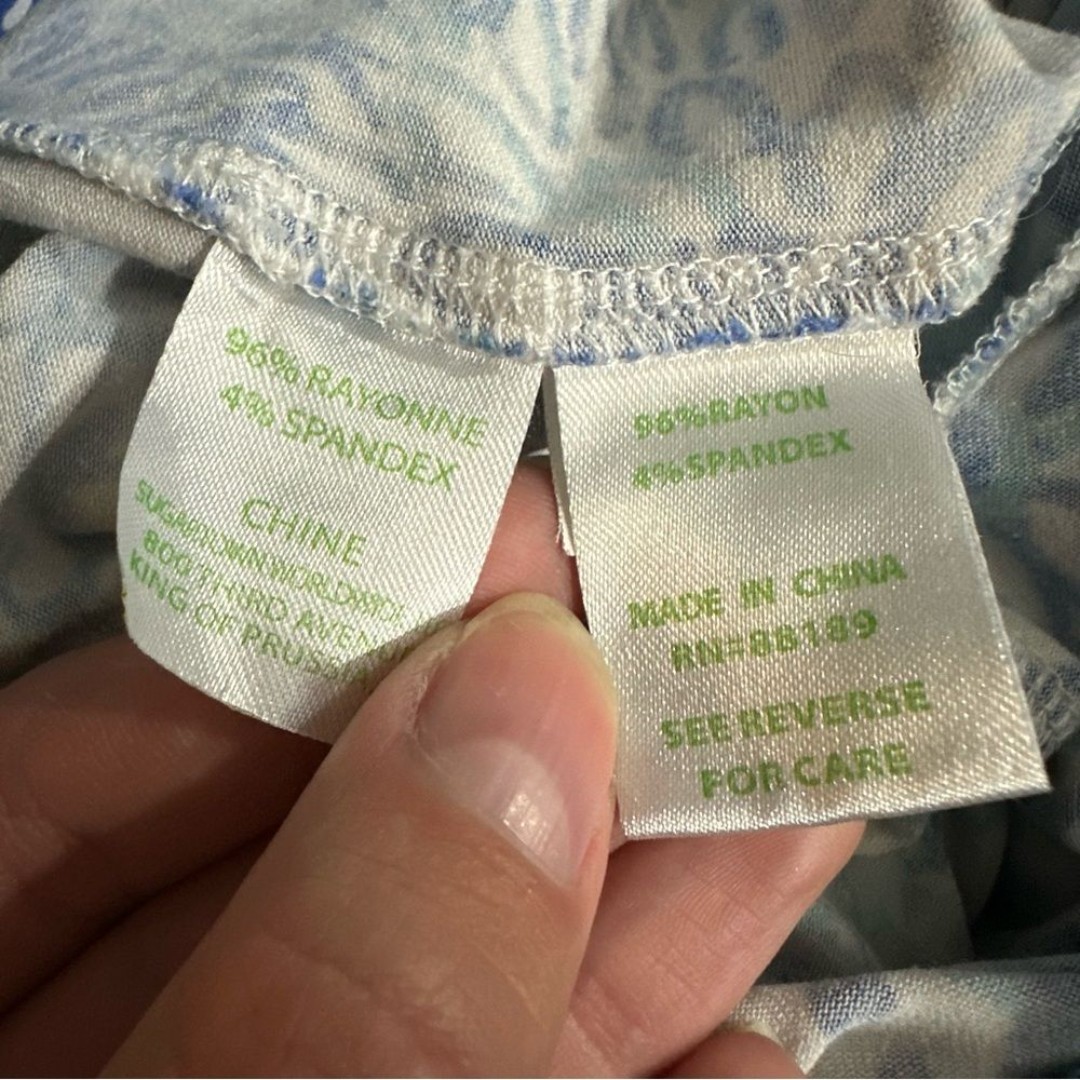 96% RAYONNE
4% SPANDEX
CHINE
800 THIRD AVEN
KING OF PRUSS
96%RAYON
4%SPANDEX
MADE IN CHINA
RN=88189
SEE REVERSE
FOR CARE